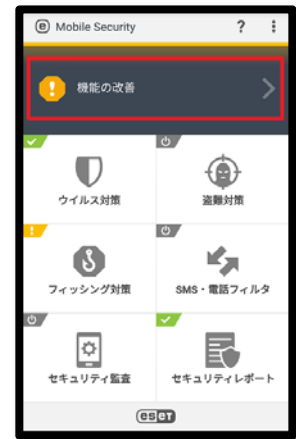 e Mobile Security ?
! 機能の改善
ウイルス対策
盗難対策
! フィッシング対策
SMS・電話フィルタ
セキュリティ監査
セキュリティレポート
eseT